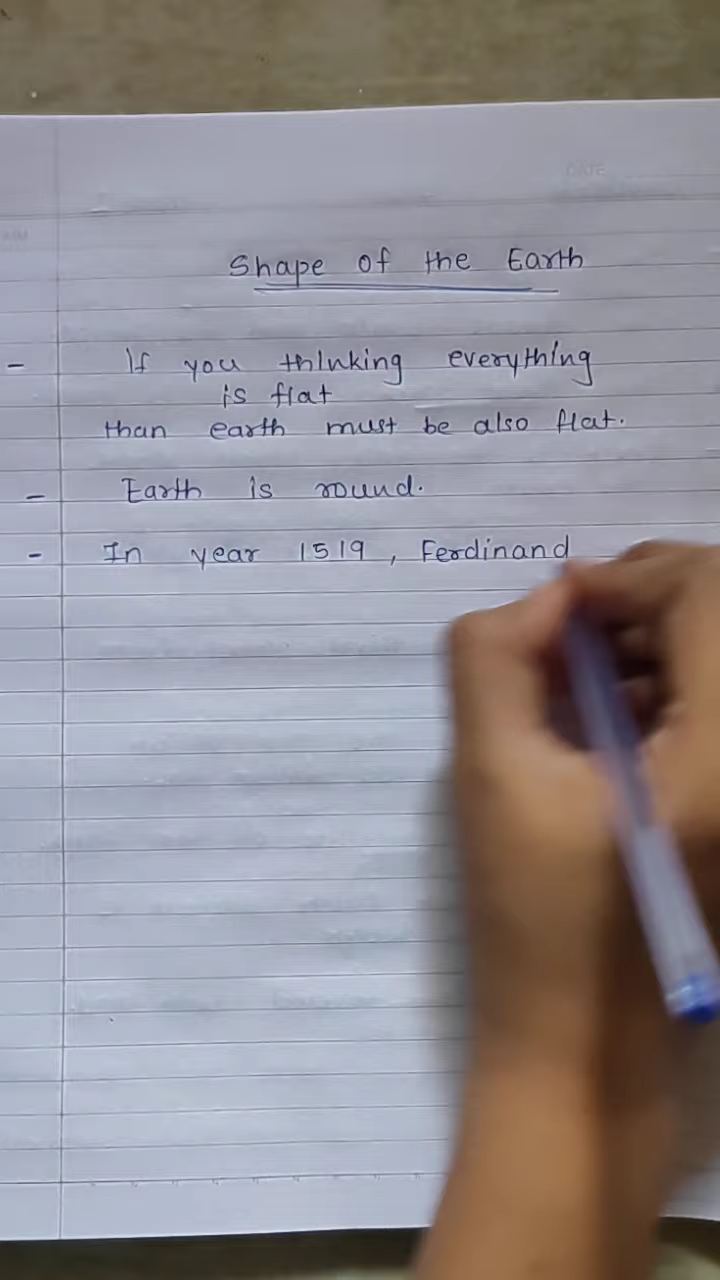 Shape of the Earth
- If you thinking everything
is flat
than earth must be also flat.
- Earth is round.
- In year 1519, Ferdinand